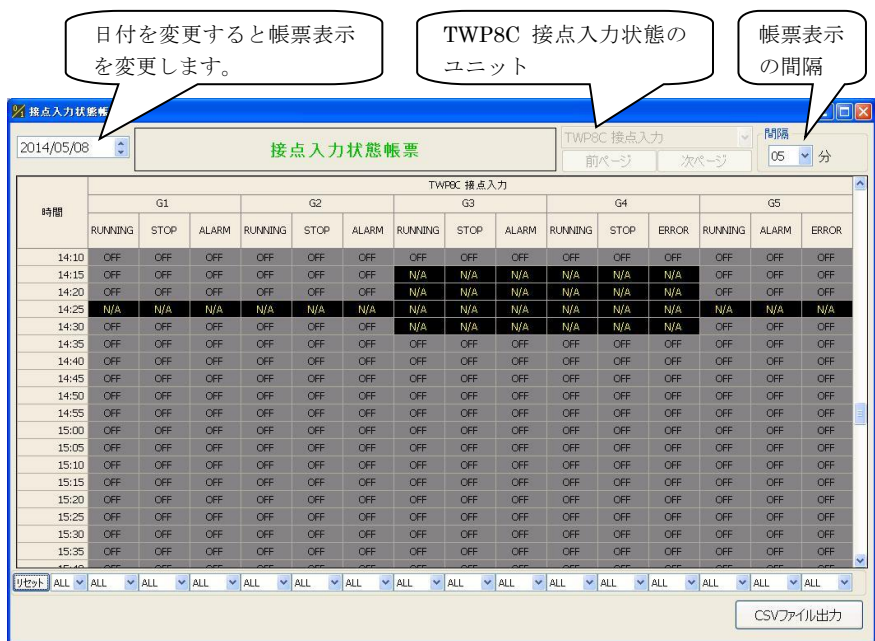 日付を変更すると帳票表示
を変更します。
TWP8C 接点入力状態の
ユニット
帳票表示
の間隔
接点入力状態帳
2014/05/08
接点入力状態帳票
TWP8C 接点入力
前ページ 次ページ
間隔
05 分
時間
TWP8C 接点入力
G1 G2 G3 G4 G5
RUNNING STOP ALARM RUNNING STOP ALARM RUNNING STOP ALARM RUNNING STOP ERROR RUNNING ALARM ERROR
14:10 OFF OFF OFF OFF OFF OFF OFF OFF OFF OFF OFF OFF OFF OFF OFF
14:15 OFF OFF OFF OFF OFF OFF N/A N/A N/A N/A N/A N/A OFF OFF OFF
14:20 OFF OFF OFF OFF OFF OFF N/A N/A N/A N/A N/A N/A OFF OFF OFF
14:25 N/A N/A N/A N/A N/A N/A N/A N/A N/A N/A N/A N/A N/A N/A N/A
14:30 OFF OFF OFF OFF OFF OFF N/A N/A N/A N/A N/A N/A OFF OFF OFF
14:35 OFF OFF OFF OFF OFF OFF OFF OFF OFF OFF OFF OFF OFF OFF OFF
14:40 OFF OFF OFF OFF OFF OFF OFF OFF OFF OFF OFF OFF OFF OFF OFF
14:45 OFF OFF OFF OFF OFF OFF OFF OFF OFF OFF OFF OFF OFF OFF OFF
14:50 OFF OFF OFF OFF OFF OFF OFF OFF OFF OFF OFF OFF OFF OFF OFF
14:55 OFF OFF OFF OFF OFF OFF OFF OFF OFF OFF OFF OFF OFF OFF OFF
15:00 OFF OFF OFF OFF OFF OFF OFF OFF OFF OFF OFF OFF OFF OFF OFF
15:05 OFF OFF OFF OFF OFF OFF OFF OFF OFF OFF OFF OFF OFF OFF OFF
15:10 OFF OFF OFF OFF OFF OFF OFF OFF OFF OFF OFF OFF OFF OFF OFF
15:15 OFF OFF OFF OFF OFF OFF OFF OFF OFF OFF OFF OFF OFF OFF OFF
15:20 OFF OFF OFF OFF OFF OFF OFF OFF OFF OFF OFF OFF OFF OFF OFF
15:25 OFF OFF OFF OFF OFF OFF OFF OFF OFF OFF OFF OFF OFF OFF OFF
15:30 OFF OFF OFF OFF OFF OFF OFF OFF OFF OFF OFF OFF OFF OFF OFF
15:35 OFF OFF OFF OFF OFF OFF OFF OFF OFF OFF OFF OFF OFF OFF OFF
リセット ALL ALL ALL ALL ALL ALL ALL ALL ALL ALL ALL ALL ALL ALL ALL ALL
CSVファイル出力